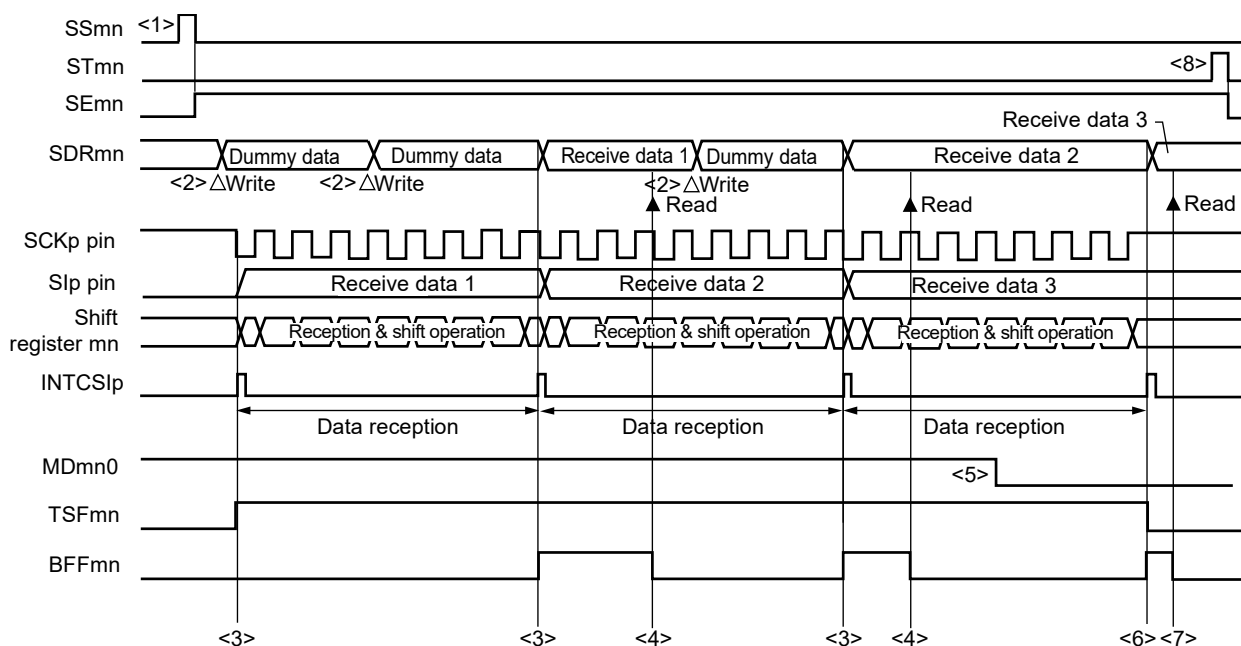 SSmn <1>
STmn <8>
SEmn
Receive data 3
SDRmn Dummy data Dummy data Receive data 1 Dummy data Receive data 2
<2> △Write <2> △Write <2> △Write
▲ Read ▲ Read ▲ Read
SCKp pin
SIp pin Receive data 1 Receive data 2 Receive data 3
Shift
register mn Reception & shift operation Reception & shift operation Reception & shift operation
INTCSIp
Data reception Data reception Data reception
MDmn0 <5>
TSFmn
BFFmn
<3> <3> <4> <3> <4> <6> <7>